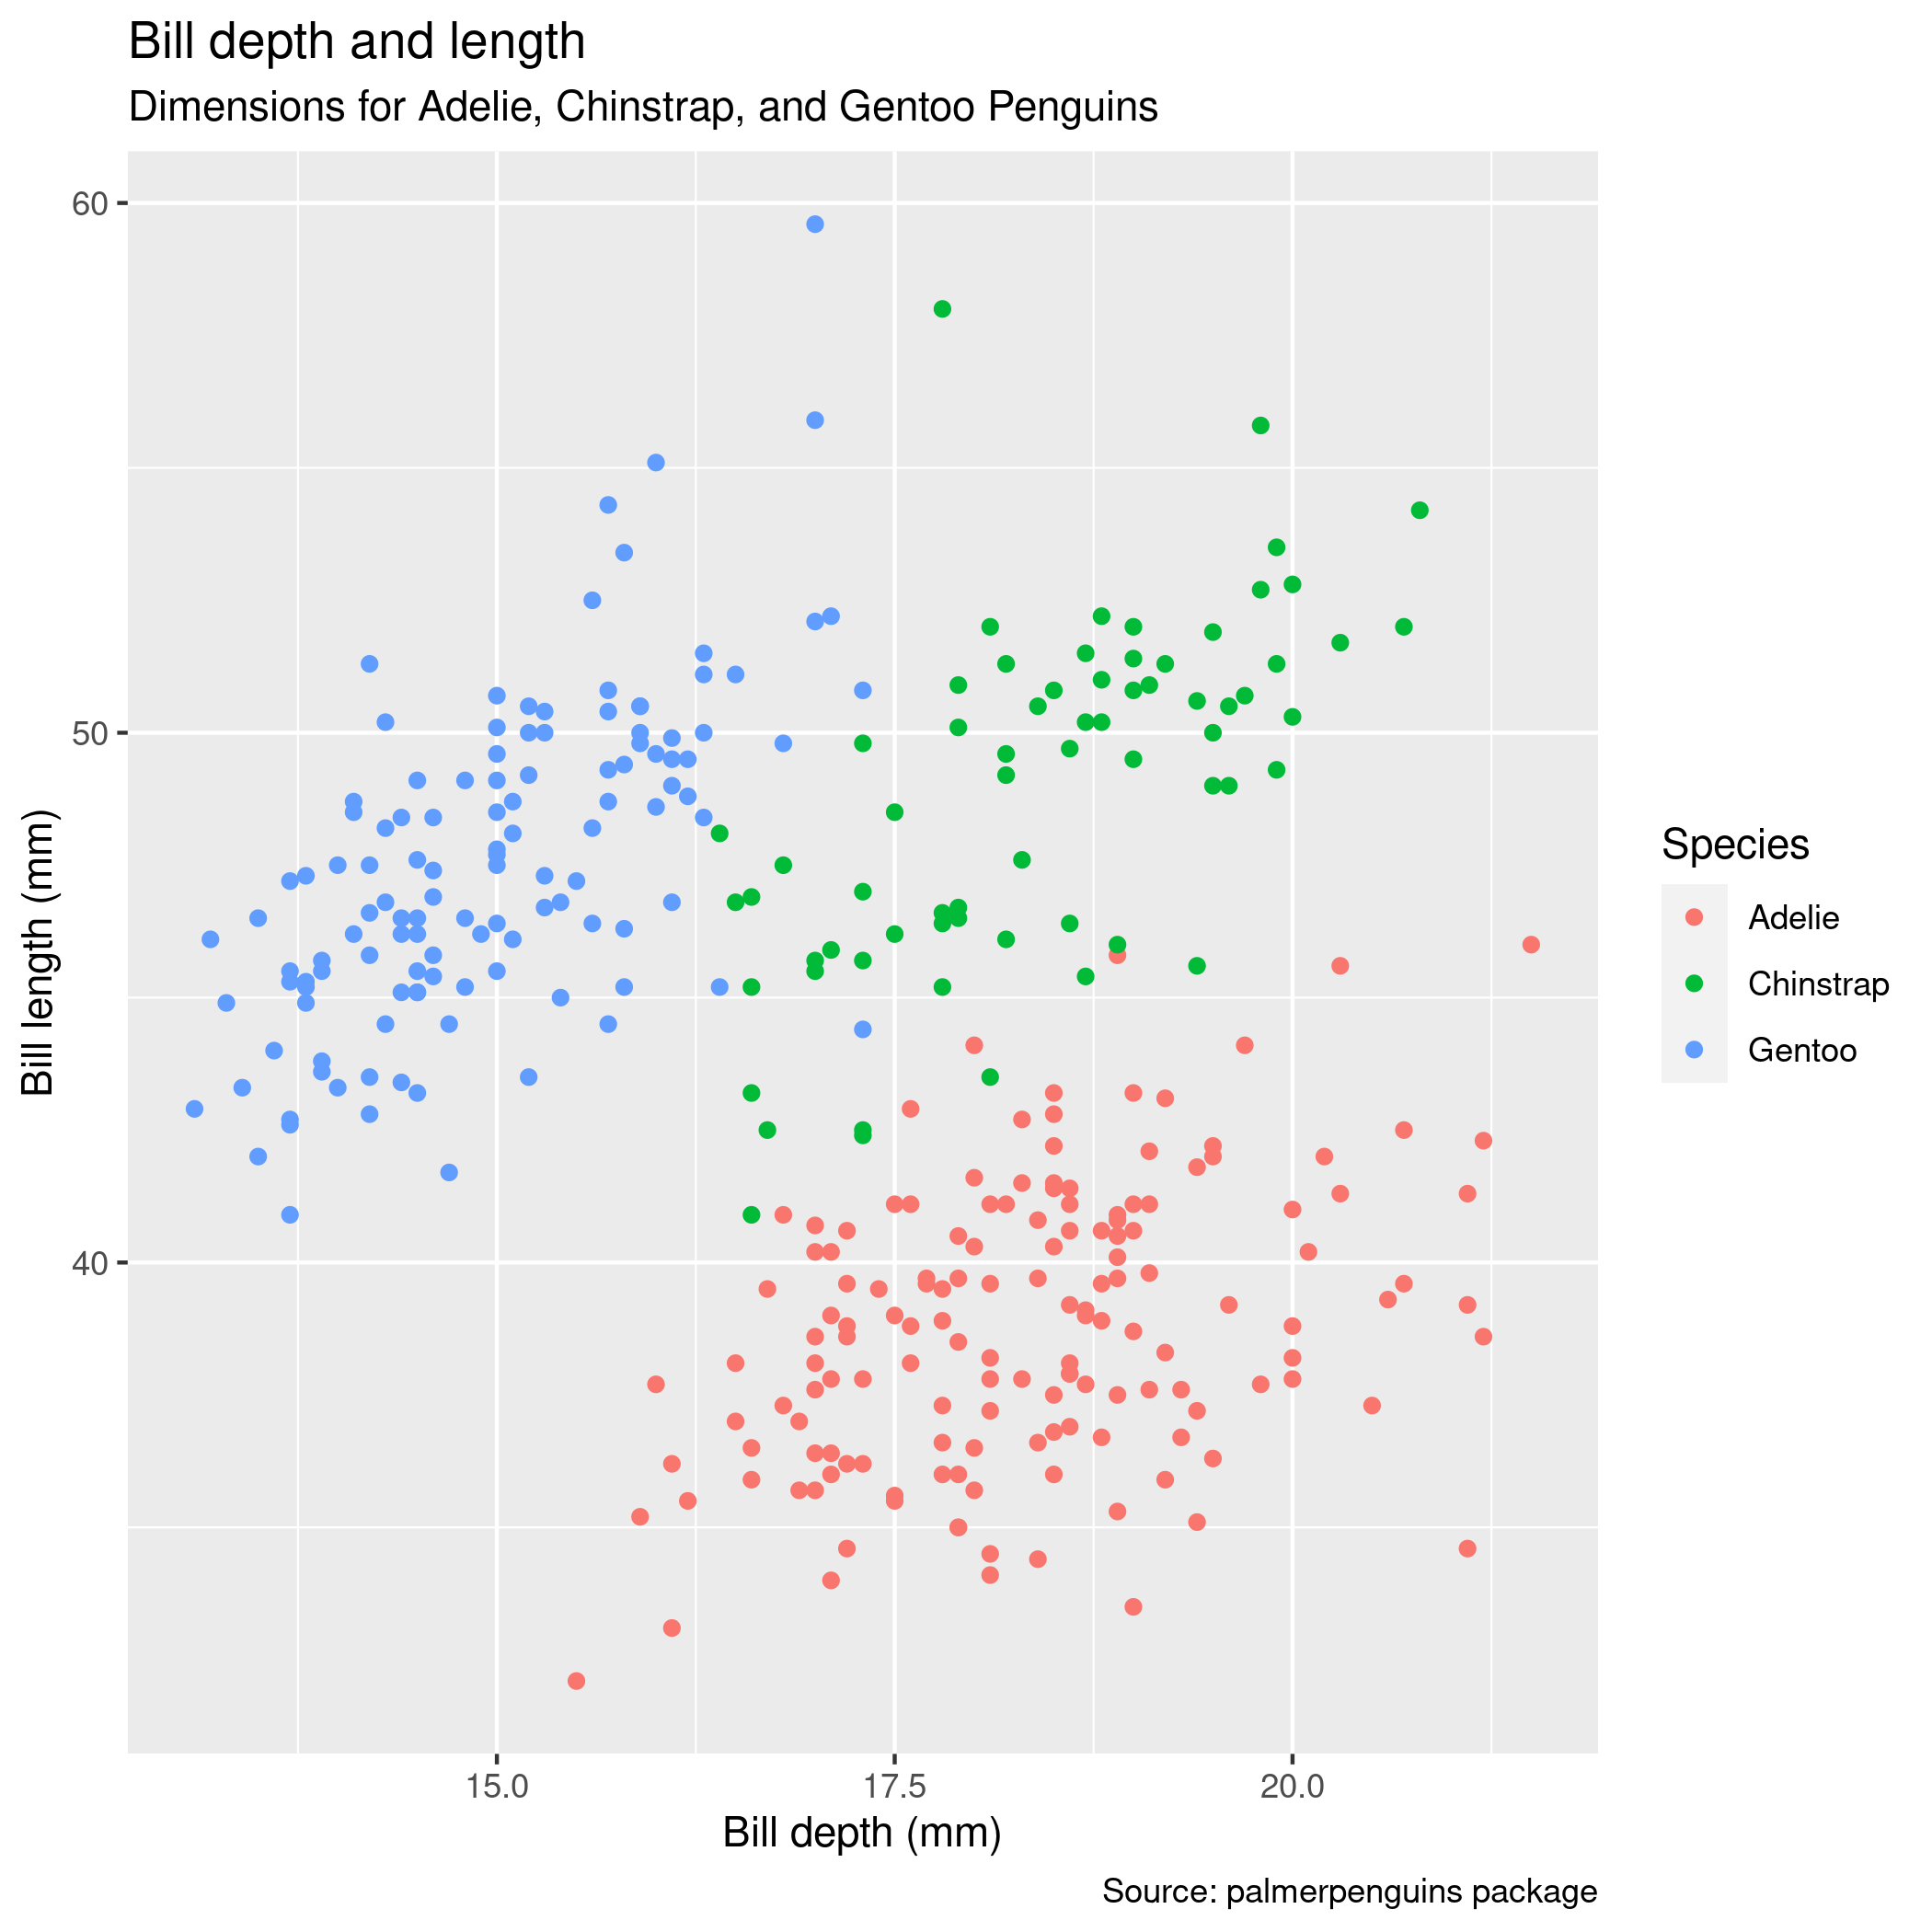 Bill depth and length
Dimensions for Adelie, Chinstrap, and Gentoo Penguins
60
50
40
Bill length (mm)
15.0 17.5 20.0
Bill depth (mm)
Species
Adelie
Chinstrap
Gentoo
Source: palmerpenguins package